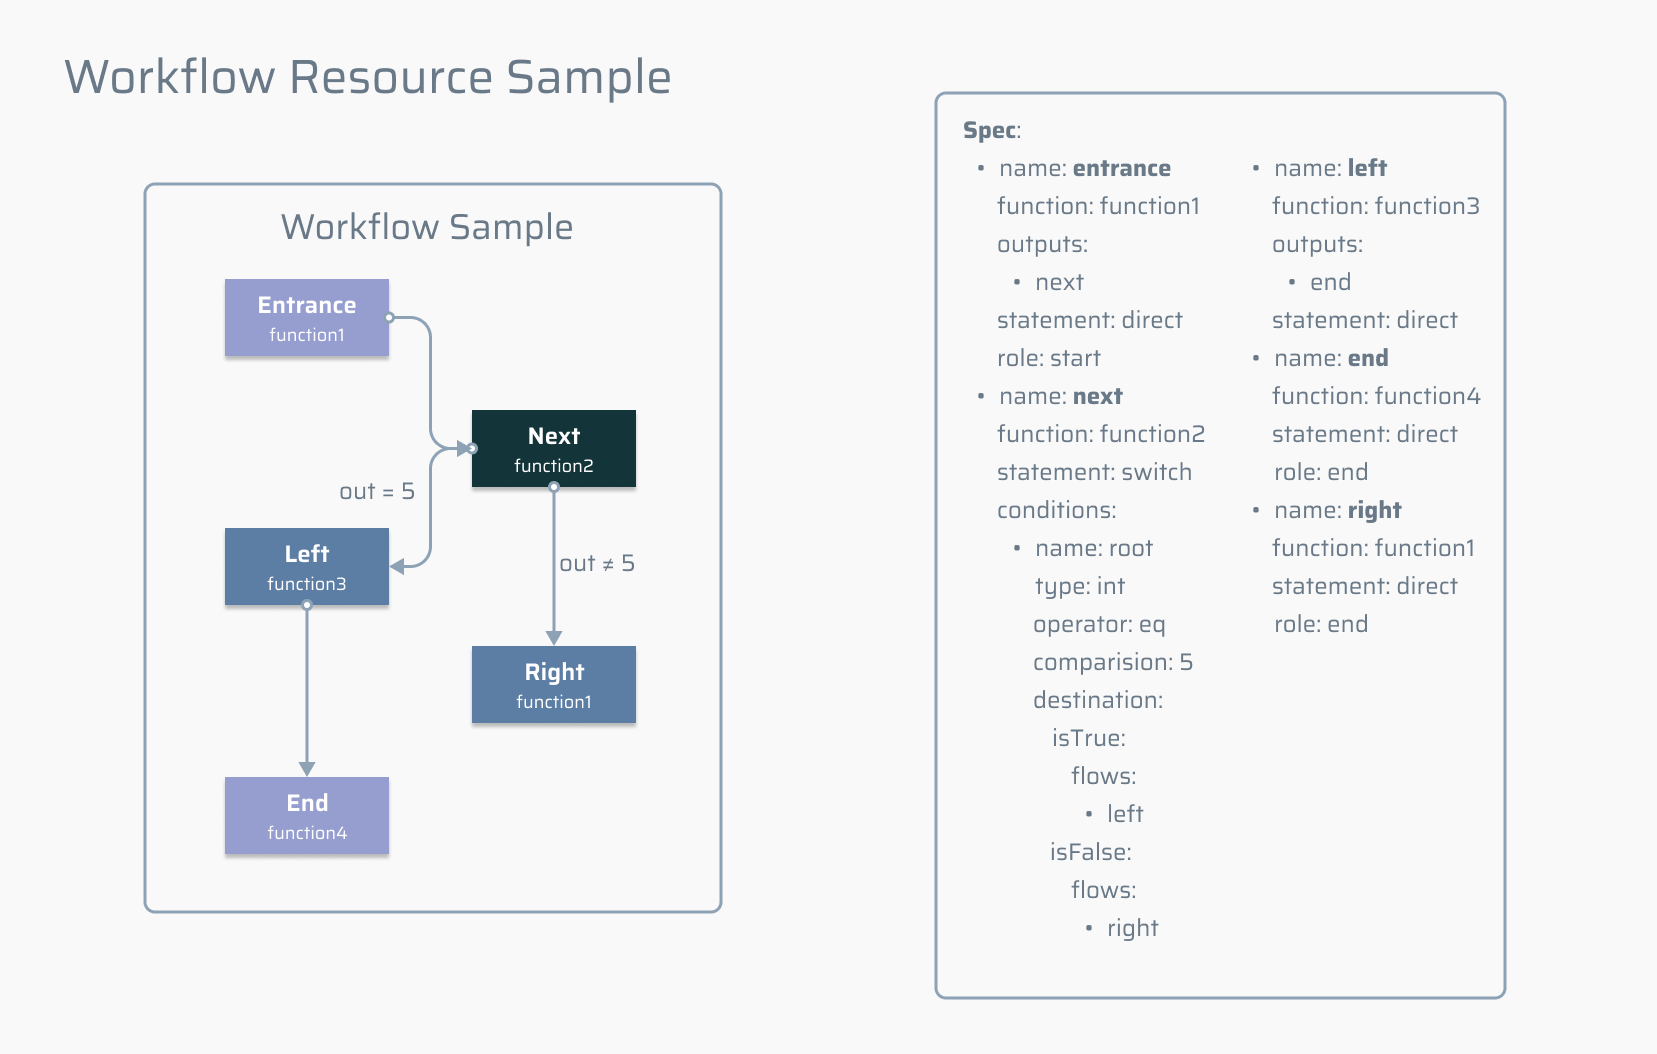 Workflow Resource Sample
Workflow Sample
Entrance
function1
Next
function2
out = 5
Left
function3
out ≠ 5
Right
function1
End
function4
Spec:
• name: entrance
function: function1
outputs:
• next
statement: direct
role: start
• name: next
function: function2
statement: switch
conditions:
• name: root
type: int
operator: eq
comparision: 5
destination:
isTrue:
flows:
• left
isFalse:
flows:
• right
• name: left
function: function3
outputs:
• end
statement: direct
• name: end
function: function4
statement: direct
role: end
• name: right
function: function1
statement: direct
role: end